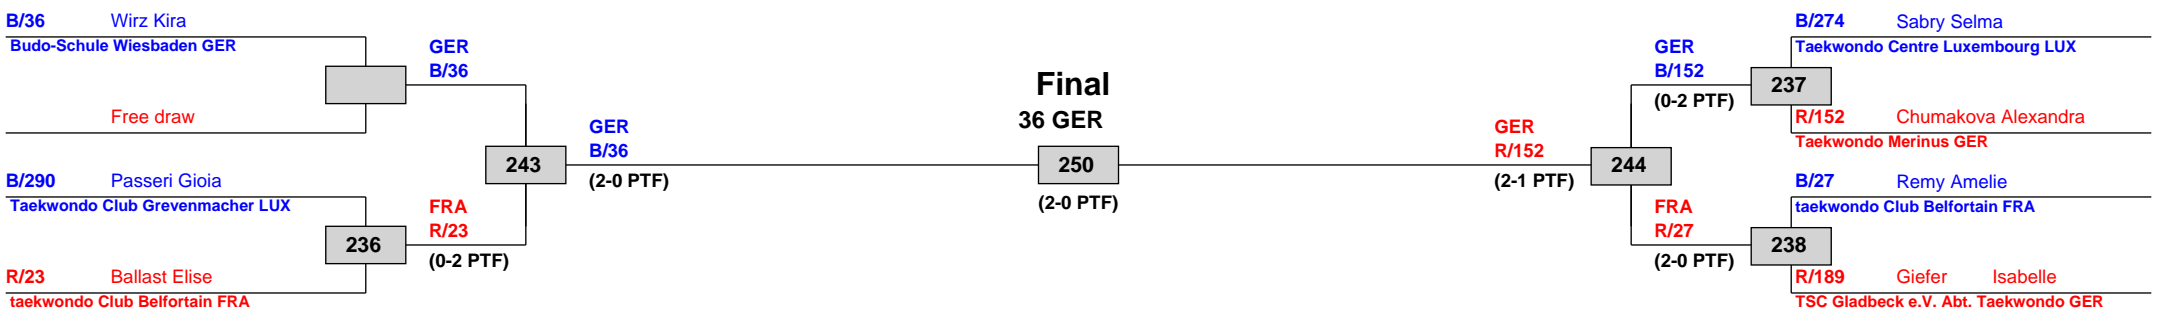 B/36 Wirz Kira
Budo-Schule Wiesbaden GER
Free draw
B/290 Passeri Gioia
Taekwondo Club Grevenmacher LUX
236
R/23 Ballast Elise
taekwondo Club Belfortain FRA
GER
B/36
FRA
R/23
(0-2 PTF)
243
GER
B/36
(2-0 PTF)
Final
36 GER
250
(2-0 PTF)
GER
R/152
(2-1 PTF)
244
GER
B/152
(0-2 PTF)
FRA
R/27
(2-0 PTF)
B/274 Sabry Selma
Taekwondo Centre Luxembourg LUX
237
R/152 Chumakova Alexandra
Taekwondo Merinus GER
B/27 Remy Amelie
taekwondo Club Belfortain FRA
238
R/189 Giefer Isabelle
TSC Gladbeck e.V. Abt. Taekwondo GER